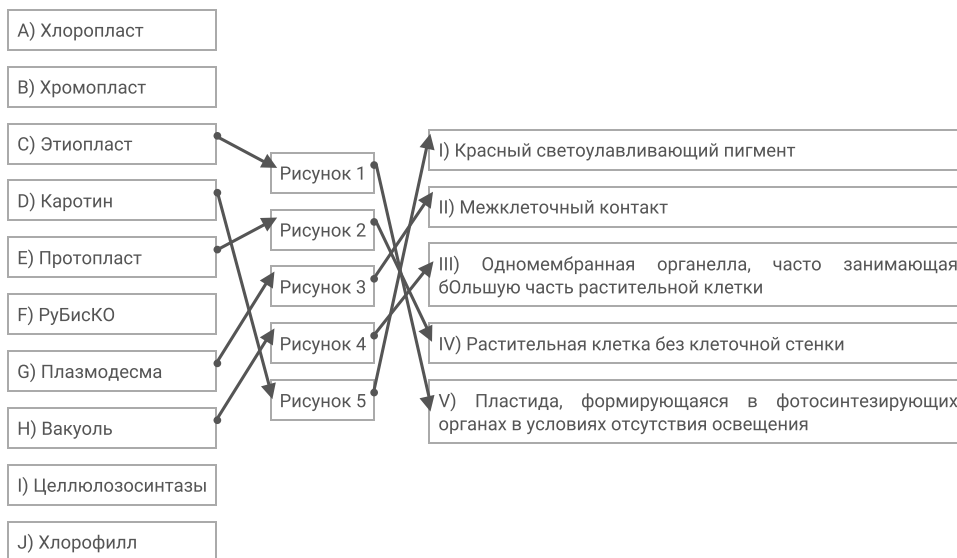 A) Хлоропласт
B) Хромопласт
C) Этиопласт
D) Каротин
E) Протопласт
F) РуБисКО
G) Плазмодесма
H) Вакуоль
I) Целлюлозосинтазы
J) Хлорофилл
Рисунок 1
Рисунок 2
Рисунок 3
Рисунок 4
Рисунок 5
I) Красный светоулавливающий пигмент
II) Межклеточный контакт
III) Одномембранная органелла, часто занимающая
бОльшую часть растительной клетки
IV) Растительная клетка без клеточной стенки
V) Пластида, формирующаяся в фотосинтезирующих
органах в условиях отсутствия освещения